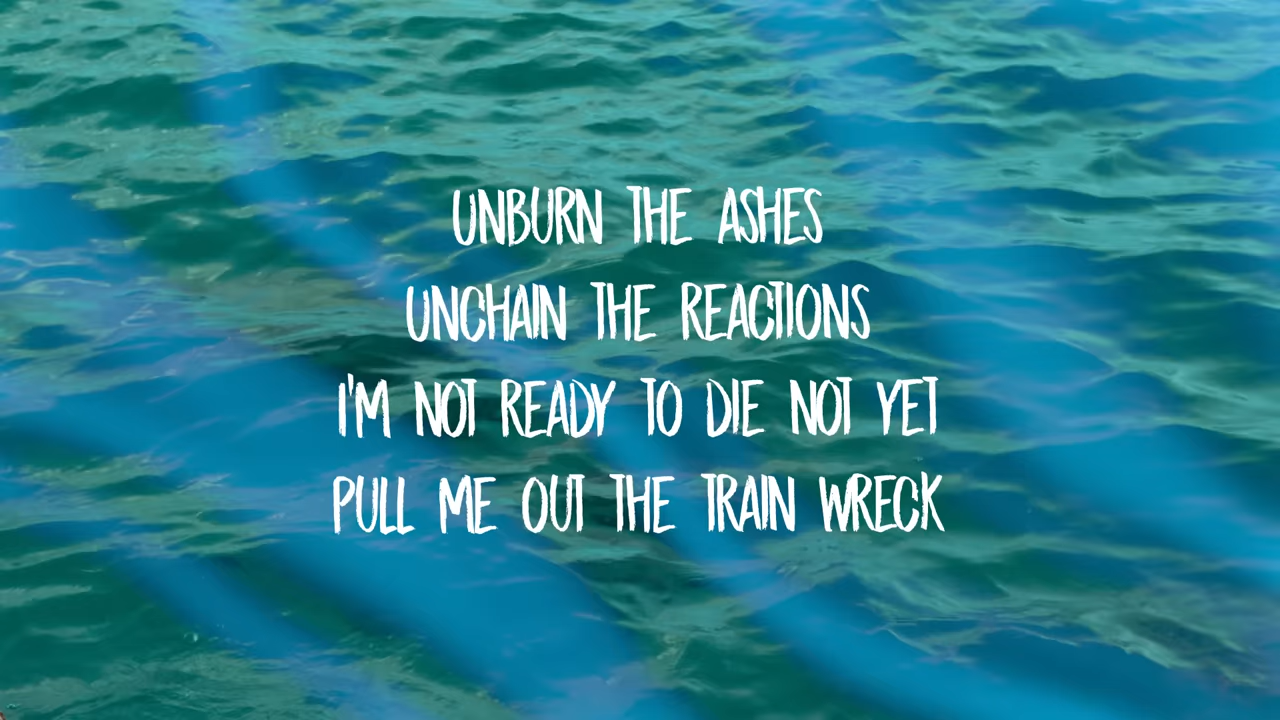 UNBURN THE ASHES
UNCHAIN THE REACTIONS
I'M NOT READY TO DIE NOT YET
PULL ME OUT THE TRAIN WRECK